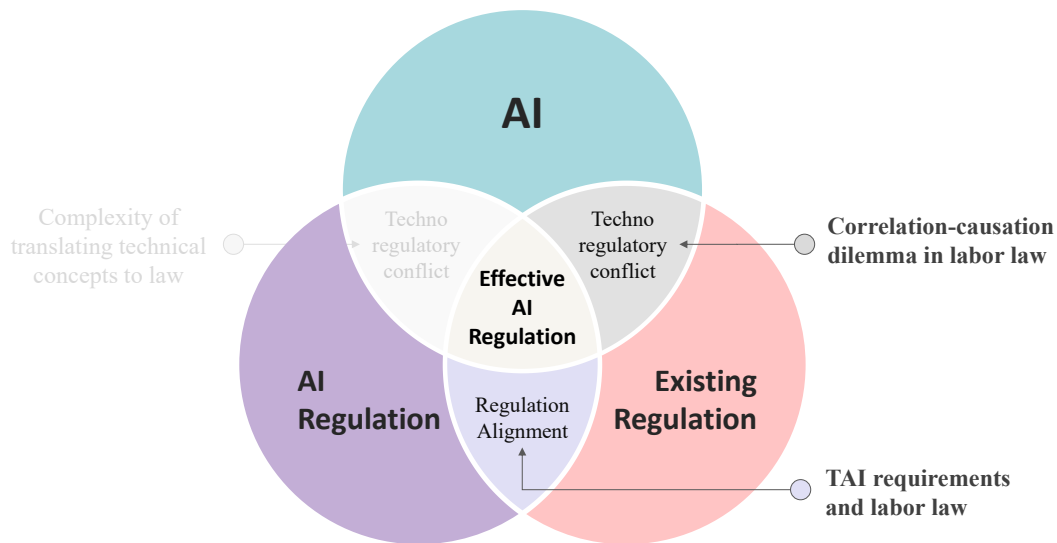 AI
Complexity of
translating technical
concepts to law
Techno
regulatory
conflict
Techno
regulatory
conflict
Correlation-causation
dilemma in labor law
Effective
AI
Regulation
AI
Regulation
Existing
Regulation
Regulation
Alignment
TAI requirements
and labor law